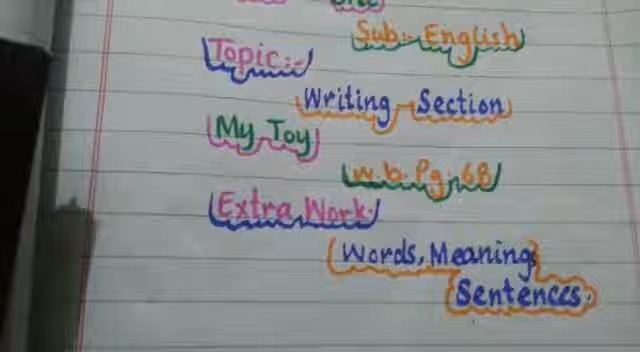 Sub:- English
Topic:-
Writing Section
My Toy
w.b. Pg. 68
Extra Work.
Words, Meaning
Sentences.